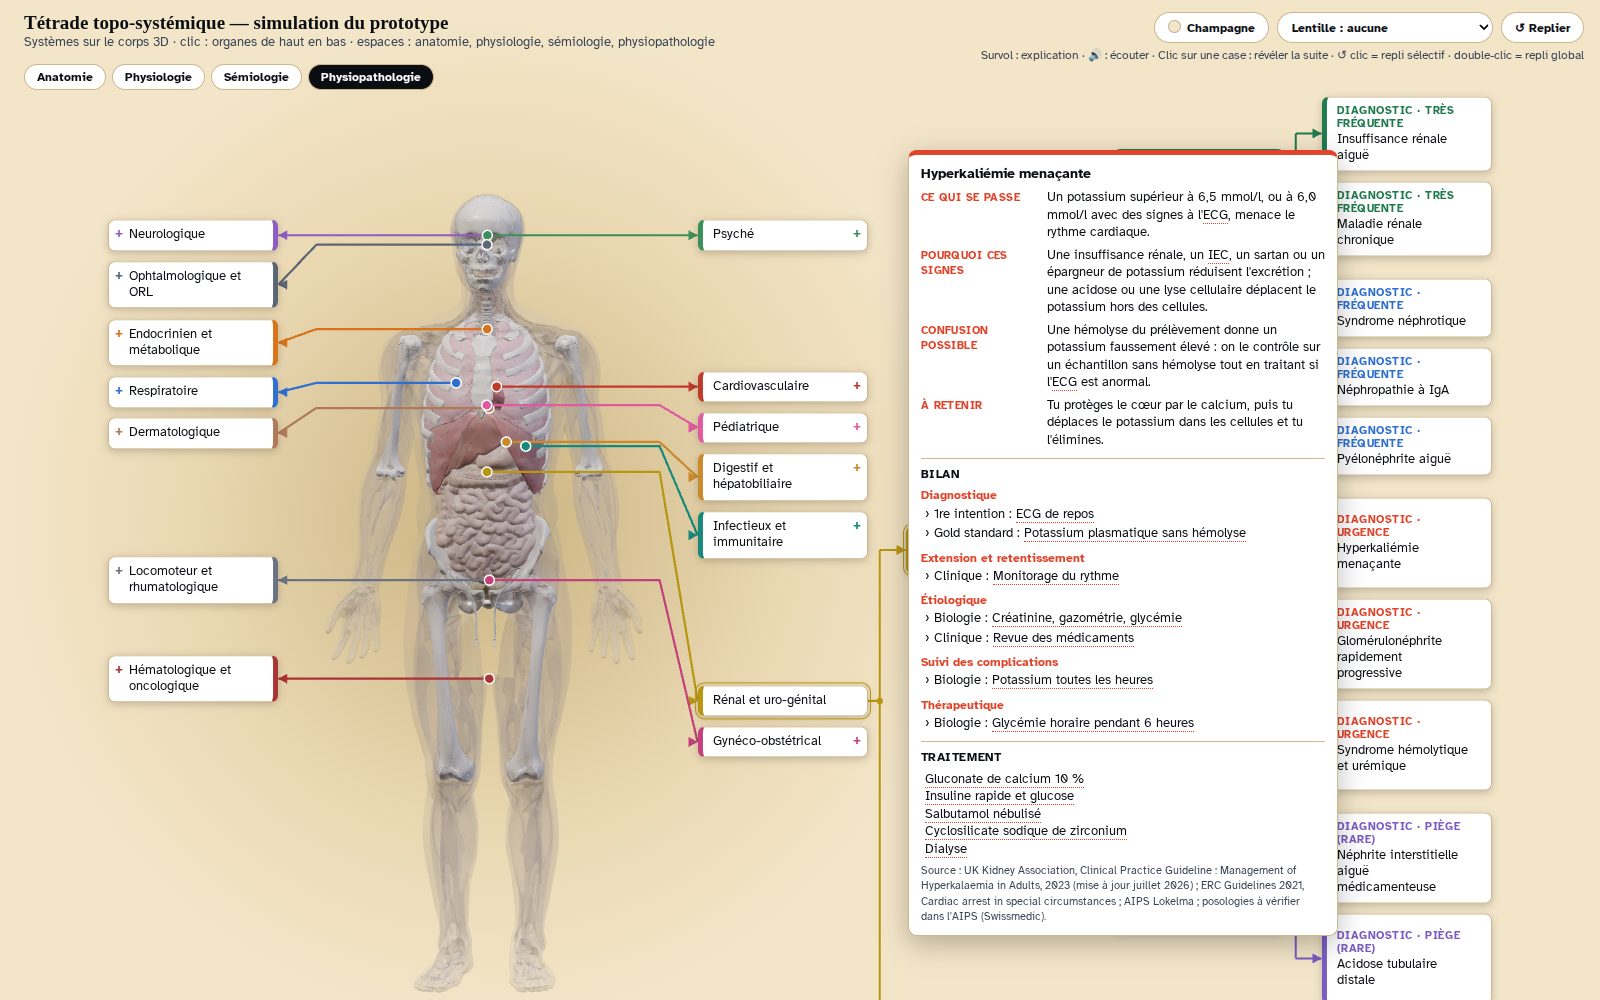 Tétrade topo-systémique — simulation du prototype
Systèmes sur le corps 3D · clic : organes de haut en bas · espaces : anatomie, physiologie, sémiologie, physiopathologie
Anatomie
Physiologie
Sémiologie
Physiopathologie
Champagne
Lentille : aucune
↺ Replier
Survol : explication · 🔊 : écouter · Clic sur une case : révéler la suite · ↺ clic = repli sélectif · double-clic = repli global
+ Neurologique
+ Ophtalmologique et
ORL
+ Endocrinien et
métabolique
+ Respiratoire
+ Dermatologique
+ Locomoteur et
rhumatologique
+ Hématologique et
oncologique
Psyché +
Cardiovasculaire +
Pédiatrique +
Digestif et +
hépatobiliaire
Infectieux et +
immunitaire
Rénal et uro-génital
Gynéco-obstétrical +
Hyperkaliémie menaçante
CE QUI SE PASSE
Un potassium supérieur à 6,5 mmol/l, ou à 6,0
mmol/l avec des signes à l'ECG, menace le
rythme cardiaque.
POURQUOI CES
SIGNES
Une insuffisance rénale, un IEC, un sartan ou un
épargneur de potassium réduisent l'excrétion ;
une acidose ou une lyse cellulaire déplacent le
potassium hors des cellules.
CONFUSION
POSSIBLE
Une hémolyse du prélèvement donne un
potassium faussement élevé : on le contrôle sur
un échantillon sans hémolyse tout en traitant si
l'ECG est anormal.
À RETENIR
Tu protèges le cœur par le calcium, puis tu
déplaces le potassium dans les cellules et tu
l'élimines.
BILAN
Diagnostique
› 1re intention : ECG de repos
› Gold standard : Potassium plasmatique sans hémolyse
Extension et retentissement
› Clinique : Monitorage du rythme
Étiologique
› Biologie : Créatinine, gazométrie, glycémie
› Clinique : Revue des médicaments
Suivi des complications
› Biologie : Potassium toutes les heures
Thérapeutique
› Biologie : Glycémie horaire pendant 6 heures
TRAITEMENT
Gluconate de calcium 10 %
Insuline rapide et glucose
Salbutamol nébulisé
Cyclosilicate sodique de zirconium
Dialyse
Source : UK Kidney Association, Clinical Practice Guideline : Management of
Hyperkalaemia in Adults, 2023 (mise à jour juillet 2026) ; ERC Guidelines 2021,
Cardiac arrest in special circumstances ; AIPS Lokelma ; posologies à vérifier
dans l'AIPS (Swissmedic).
DIAGNOSTIC · TRÈS
FRÉQUENTE
Insuffisance rénale
aiguë
DIAGNOSTIC · TRÈS
FRÉQUENTE
Maladie rénale
chronique
DIAGNOSTIC ·
FRÉQUENTE
Syndrome néphrotique
DIAGNOSTIC ·
FRÉQUENTE
Néphropathie à IgA
DIAGNOSTIC ·
FRÉQUENTE
Pyélonéphrite aiguë
DIAGNOSTIC ·
URGENCE
Hyperkaliémie
menaçante
DIAGNOSTIC ·
URGENCE
Glomérulonéphrite
rapidement
progressive
DIAGNOSTIC ·
URGENCE
Syndrome hémolytique
et urémique
DIAGNOSTIC · PIÈGE
(RARE)
Néphrite interstitielle
aiguë
médicamenteuse
DIAGNOSTIC · PIÈGE
(RARE)
Acidose tubulaire
distale